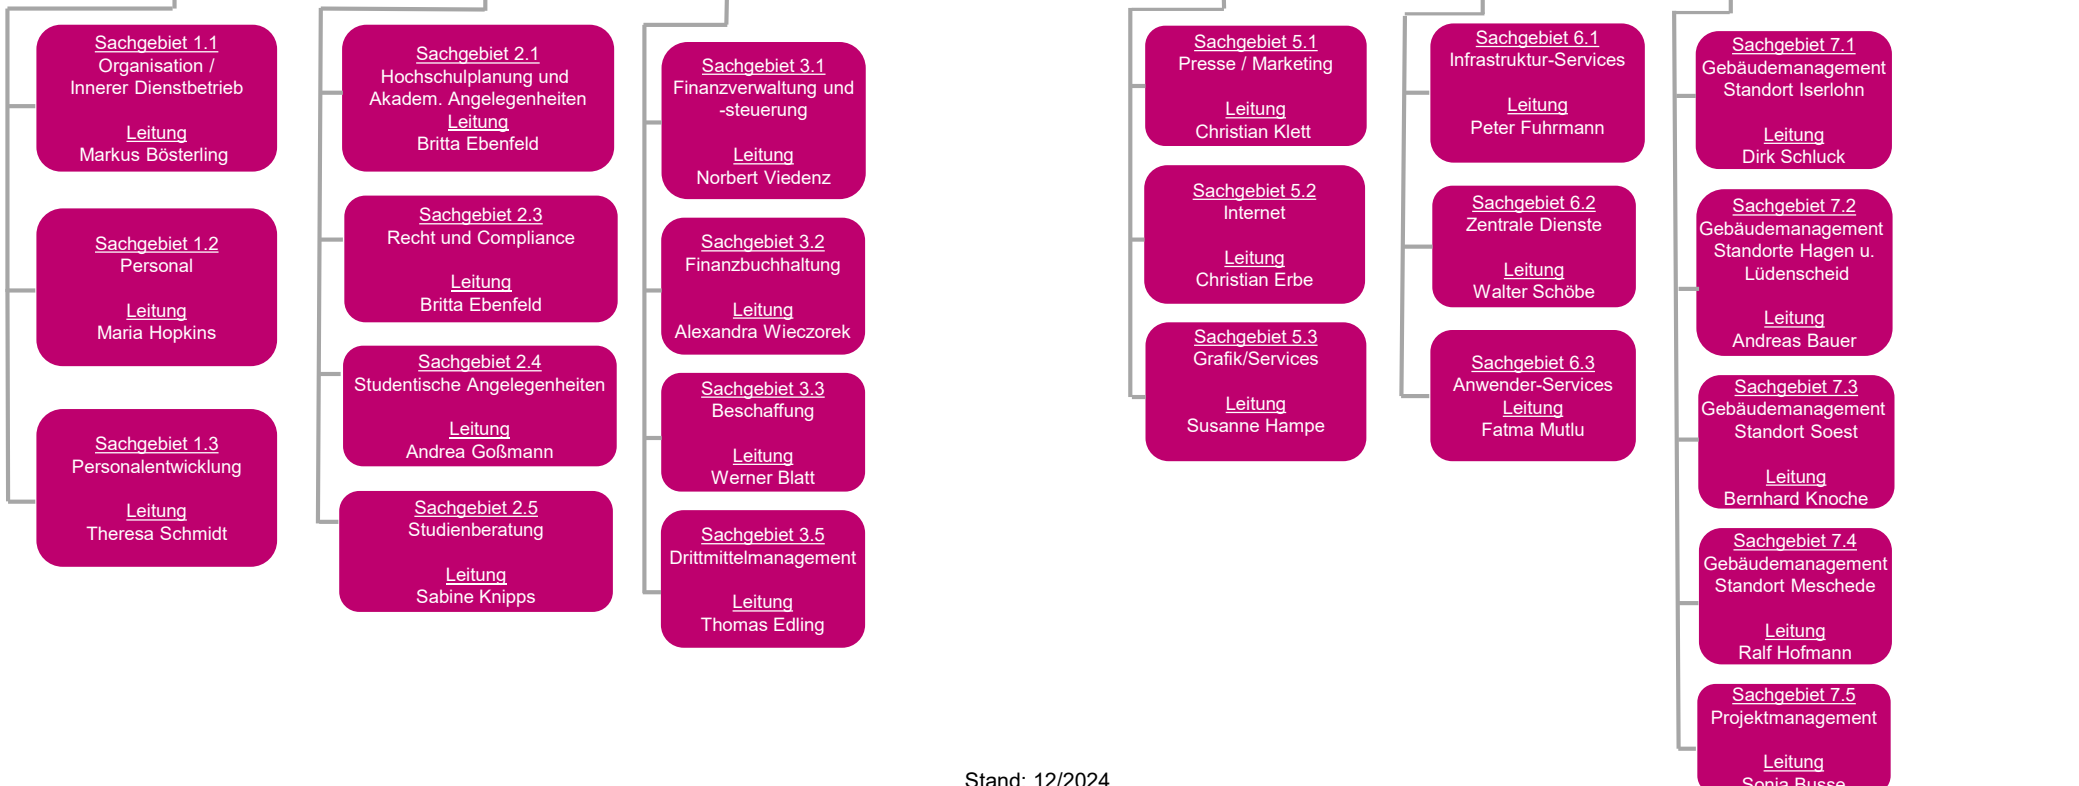 Sachgebiet 1.1
Organisation /
Innerer Dienstbetrieb
Leitung
Markus Bösterling
Sachgebiet 1.2
Personal
Leitung
Maria Hopkins
Sachgebiet 1.3
Personalentwicklung
Leitung
Theresa Schmidt
Sachgebiet 2.1
Hochschulplanung und
Akadem. Angelegenheiten
Leitung
Britta Ebenfeld
Sachgebiet 2.3
Recht und Compliance
Leitung
Britta Ebenfeld
Sachgebiet 2.4
Studentische Angelegenheiten
Leitung
Andrea Goßmann
Sachgebiet 2.5
Studienberatung
Leitung
Sabine Knipps
Sachgebiet 3.1
Finanzverwaltung und
-steuerung
Leitung
Norbert Viedenz
Sachgebiet 3.2
Finanzbuchhaltung
Leitung
Alexandra Wieczorek
Sachgebiet 3.3
Beschaffung
Leitung
Werner Blatt
Sachgebiet 3.5
Drittmittelmanagement
Leitung
Thomas Edling
Sachgebiet 5.1
Presse / Marketing
Leitung
Christian Klett
Sachgebiet 5.2
Internet
Leitung
Christian Erbe
Sachgebiet 5.3
Grafik/Services
Leitung
Susanne Hampe
Sachgebiet 6.1
Infrastruktur-Services
Leitung
Peter Fuhrmann
Sachgebiet 6.2
Zentrale Dienste
Leitung
Walter Schöbe
Sachgebiet 6.3
Anwender-Services
Leitung
Fatma Mutlu
Sachgebiet 7.1
Gebäudemanagement
Standort Iserlohn
Leitung
Dirk Schluck
Sachgebiet 7.2
Gebäudemanagement
Standorte Hagen u.
Lüdenscheid
Leitung
Andreas Bauer
Sachgebiet 7.3
Gebäudemanagement
Standort Soest
Leitung
Bernhard Knoche
Sachgebiet 7.4
Gebäudemanagement
Standort Meschede
Leitung
Ralf Hofmann
Sachgebiet 7.5
Projektmanagement
Leitung
Sonja Busse
Stand: 12/2024